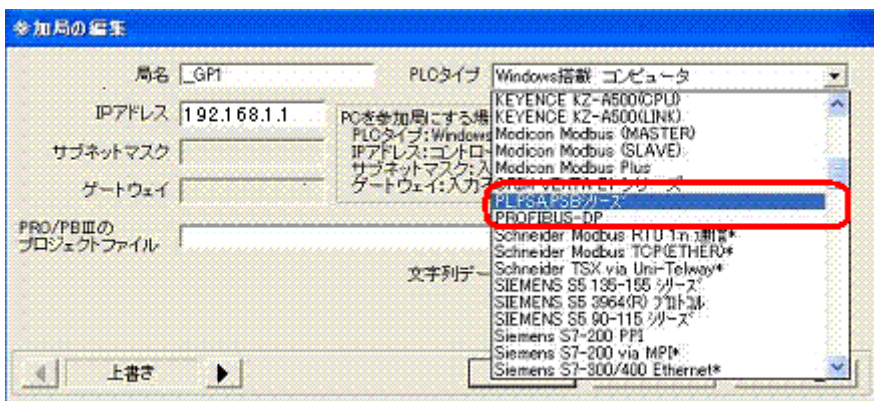 参加局の編集
局名 _GP1
PLCタイプ Windows搭載 コンピュータ
IPアドレス 192.168.1.1
サブネットマスク
ゲートウェイ
PCを参加局にする場
PLCタイプ:Windows
IPアドレス:コントロー
サブネットマスク:入
ゲートウェイ:入力不
PRO/PBⅢの
プロジェクトファイル
文字列デー
KEYENCE KZ-A500(CPU)
KEYENCE KZ-A500(LINK)
Modicon Modbus (MASTER)
Modicon Modbus (SLAVE)
Modicon Modbus Plus
PL,PSA,PSBシリーズ
PROFIBUS-DP
Schneider Modbus RTU 1:n 通信*
Schneider Modbus TCP(ETHER)*
Schneider TSX via Uni-Telway*
SIEMENS S5 135-155 シリーズ
SIEMENS S5 3964(R) プロトコル
SIEMENS S5 90-115 シリーズ
Siemens S7-200 PPI
Siemens S7-200 via MPI*
Siemens S7-300/400 Ethernet*
上書き